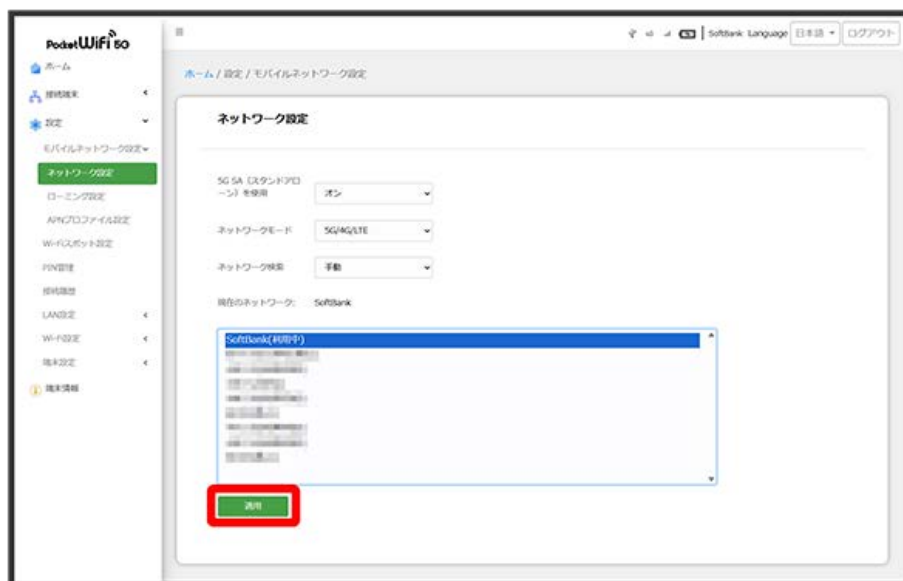 PocketWiFi 5G
SoftBank Language 日本語 ログアウト
ホーム
接続端末
設定
モバイルネットワーク設定
ネットワーク設定
ローミング設定
APNプロファイル設定
Wi-Fiスポット設定
PIN管理
接続履歴
LAN設定
Wi-Fi設定
端末設定
端末情報
ホーム / 設定 / モバイルネットワーク設定
ネットワーク設定
5G SA（スタンドアロ
ーン）を使用 オン
ネットワークモード 5G/4G/LTE
ネットワーク検索 手動
現在のネットワーク: SoftBank
SoftBank(利用中)
適用